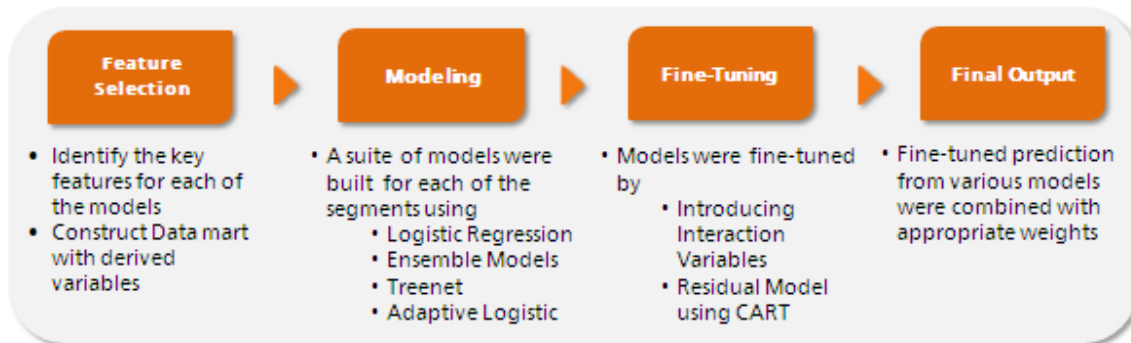 Feature
Selection
• Identify the key
features for each of
the models
• Construct Data mart
with derived
variables
Modeling
• A suite of models were
built for each of the
segments using
• Logistic Regression
• Ensemble Models
• Treenet
• Adaptive Logistic
Fine-Tuning
• Models were fine-tuned
by
• Introducing
Interaction
Variables
• Residual Model
using CART
Final Output
• Fine-tuned prediction
from various models
were combined with
appropriate weights